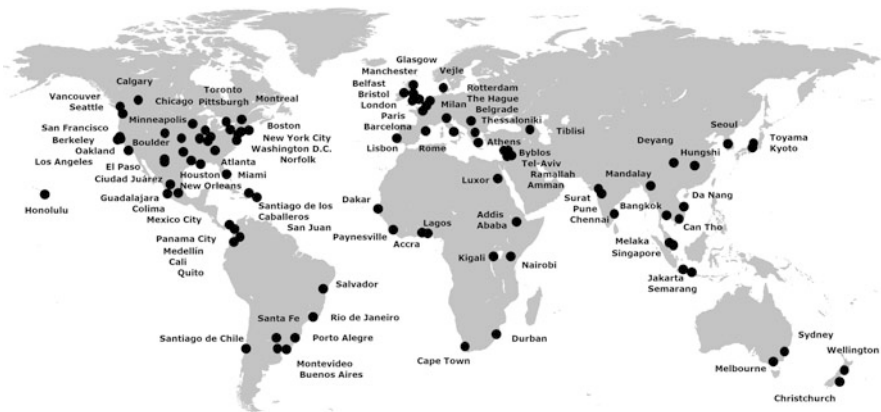 Glasgow
Manchester
Vejle
Calgary
Toronto
Belfast
Rotterdam
Vancouver
Chicago
Pittsburgh
Montreal
Bristol
Milan
The Hague
Seattle
London
Belgrade
Minneapolis
Paris
Thessaloniki
San Francisco
Boston
Barcelona
Tiblisi
Seoul
Toyama
Berkeley
Boulder
New York City
Athens
Byblos
Deyang
Kyoto
Oakland
Washington D.C.
Lisbon
Rome
Tel-Aviv
Hungshi
Los Angeles
Atlanta
Norfolk
Ramallah
El Paso
Houston
Miami
Luxor
Amman
Mandalay
Ciudad Juárez
New Orleans
Guadalajara
Surat
Da Nang
Honolulu
Colima
Santiago de los
Caballeros
Dakar
Addis
Ababa
Pune
Bangkok
Mexico City
Lagos
Chennai
Can Tho
San Juan
Panama City
Paynesville
Accra
Melaka
Medellín
Kigali
Nairobi
Singapore
Cali
Quito
Jakarta
Semarang
Salvador
Santa Fe
Rio de Janeiro
Santiago de Chile
Porto Alegre
Durban
Sydney
Montevideo
Cape Town
Wellington
Buenos Aires
Melbourne
Christchurch